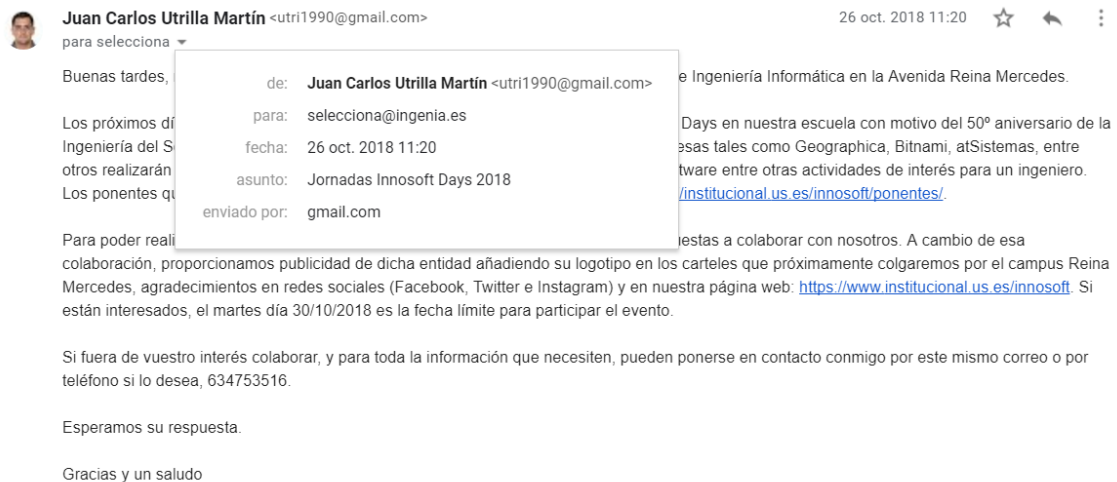 Juan Carlos Utrilla Martín <utri1990@gmail.com> 26 oct. 2018 11:20
para selecciona
de: Juan Carlos Utrilla Martín <utri1990@gmail.com>
para: selecciona@ingenia.es
fecha: 26 oct. 2018 11:20
asunto: Jornadas Innosoft Days 2018
enviado por: gmail.com
Buenas tardes, e Ingeniería Informática en la Avenida Reina Mercedes.
Los próximos dí Days en nuestra escuela con motivo del 50º aniversario de la
Ingeniería del S esas tales como Geographica, Bitnami, atSistemas, entre
otros realizarán tware entre otras actividades de interés para un ingeniero.
Los ponentes qu /institucional.us.es/innosoft/ponentes/.
Para poder reali uestas a colaborar con nosotros. A cambio de esa
colaboración, proporcionamos publicidad de dicha entidad añadiendo su logotipo en los carteles que próximamente colgaremos por el campus Reina
Mercedes, agradecimientos en redes sociales (Facebook, Twitter e Instagram) y en nuestra página web: https://www.institucional.us.es/innosoft. Si
están interesados, el martes día 30/10/2018 es la fecha límite para participar el evento.
Si fuera de vuestro interés colaborar, y para toda la información que necesiten, pueden ponerse en contacto conmigo por este mismo correo o por
teléfono si lo desea, 634753516.
Esperamos su respuesta.
Gracias y un saludo